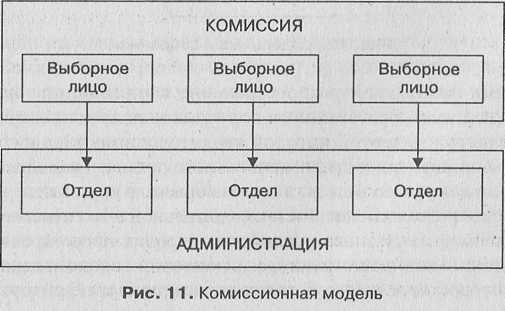 КОМИССИЯ
Выборное лицо
Выборное лицо
Выборное лицо
Отдел
Отдел
Отдел
АДМИНИСТРАЦИЯ
Рис. 11. Комиссионная модель